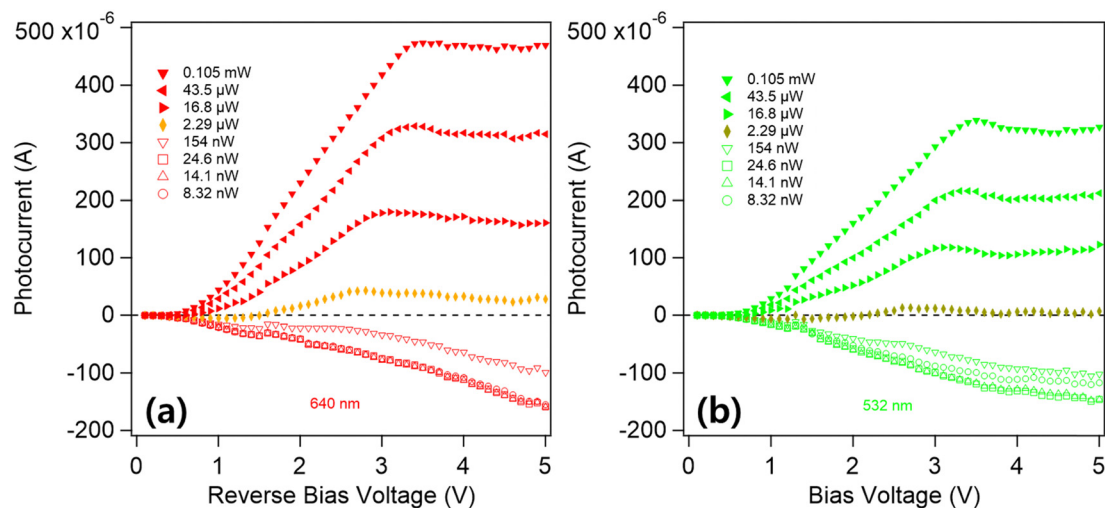 500 x10-6
400
300
200
100
0
-100
-200
Photocurrent (A)
0.105 mW
43.5 µW
16.8 µW
2.29 µW
154 nW
24.6 nW
14.1 nW
8.32 nW
(a)
640 nm
0 1 2 3 4 5
Reverse Bias Voltage (V)
500 x10-6
400
300
200
100
0
-100
-200
Photocurrent (A)
0.105 mW
43.5 µW
16.8 µW
2.29 µW
154 nW
24.6 nW
14.1 nW
8.32 nW
(b)
532 nm
0 1 2 3 4 5
Bias Voltage (V)